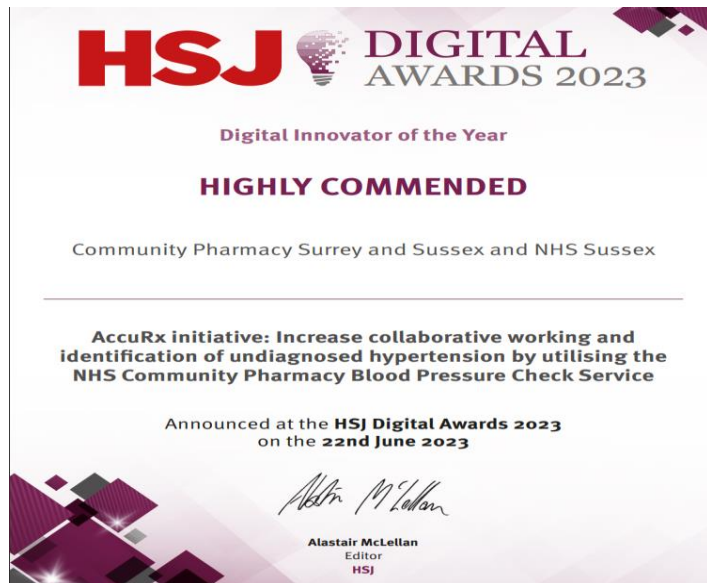 HSJ DIGITAL
AWARDS 2023
Digital Innovator of the Year
HIGHLY COMMENDED
Community Pharmacy Surrey and Sussex and NHS Sussex
AccuRx initiative: Increase collaborative working and
identification of undiagnosed hypertension by utilising the
NHS Community Pharmacy Blood Pressure Check Service
Announced at the HSJ Digital Awards 2023
on the 22nd June 2023
Alastair McLellan
Alastair McLellan
Editor
HSJ